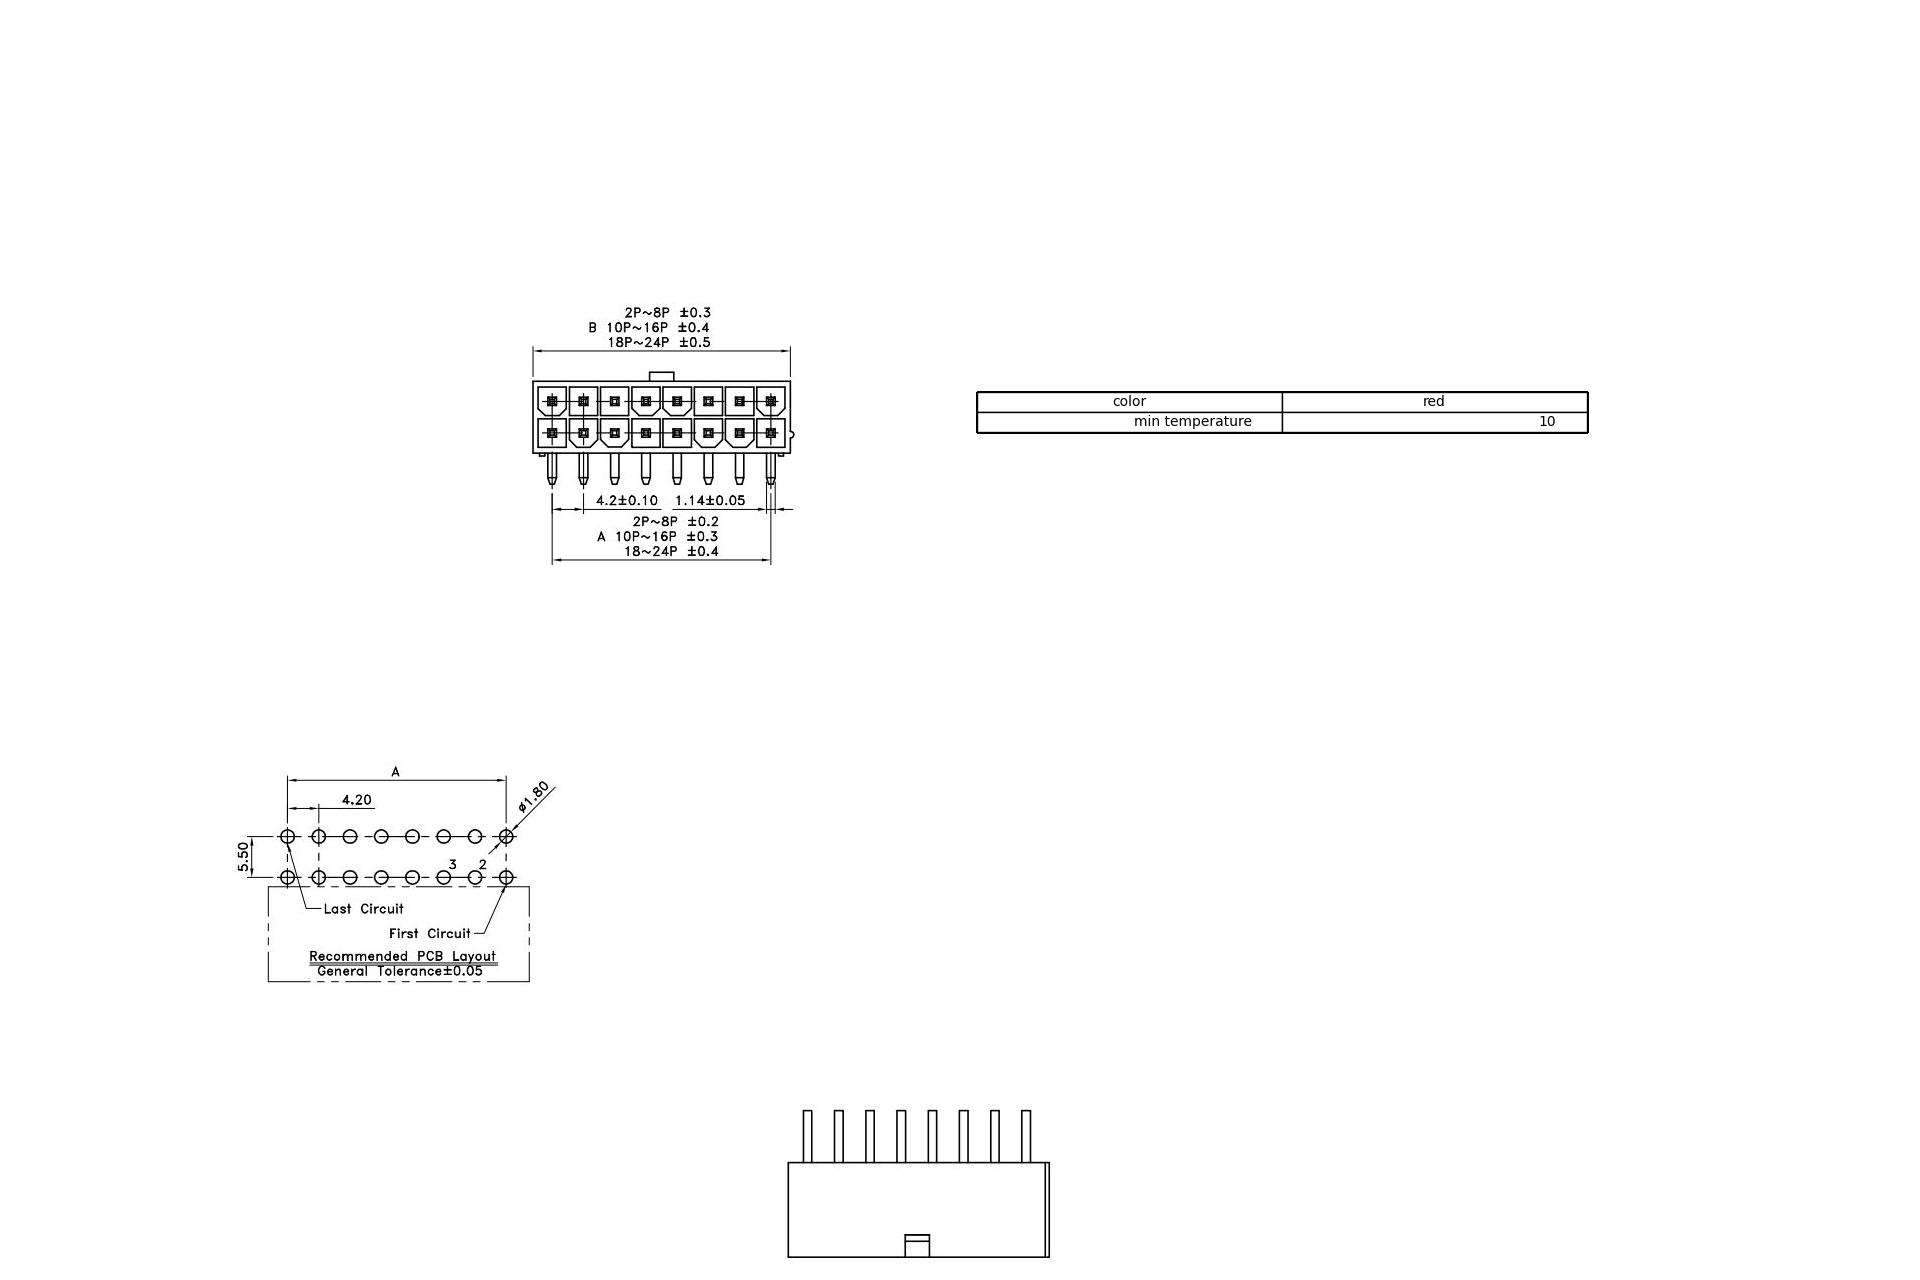 2P~8P ±0.3
B 10P~16P ±0.4
18P~24P ±0.5
color red
min temperature 10
4.2±0.10 1.14±0.05
2P~8P ±0.2
A 10P~16P ±0.3
18~24P ±0.4
A
4.20
ø1.80
5.50
3 2
Last Circuit
First Circuit
Recommended PCB Layout
General Tolerance±0.05